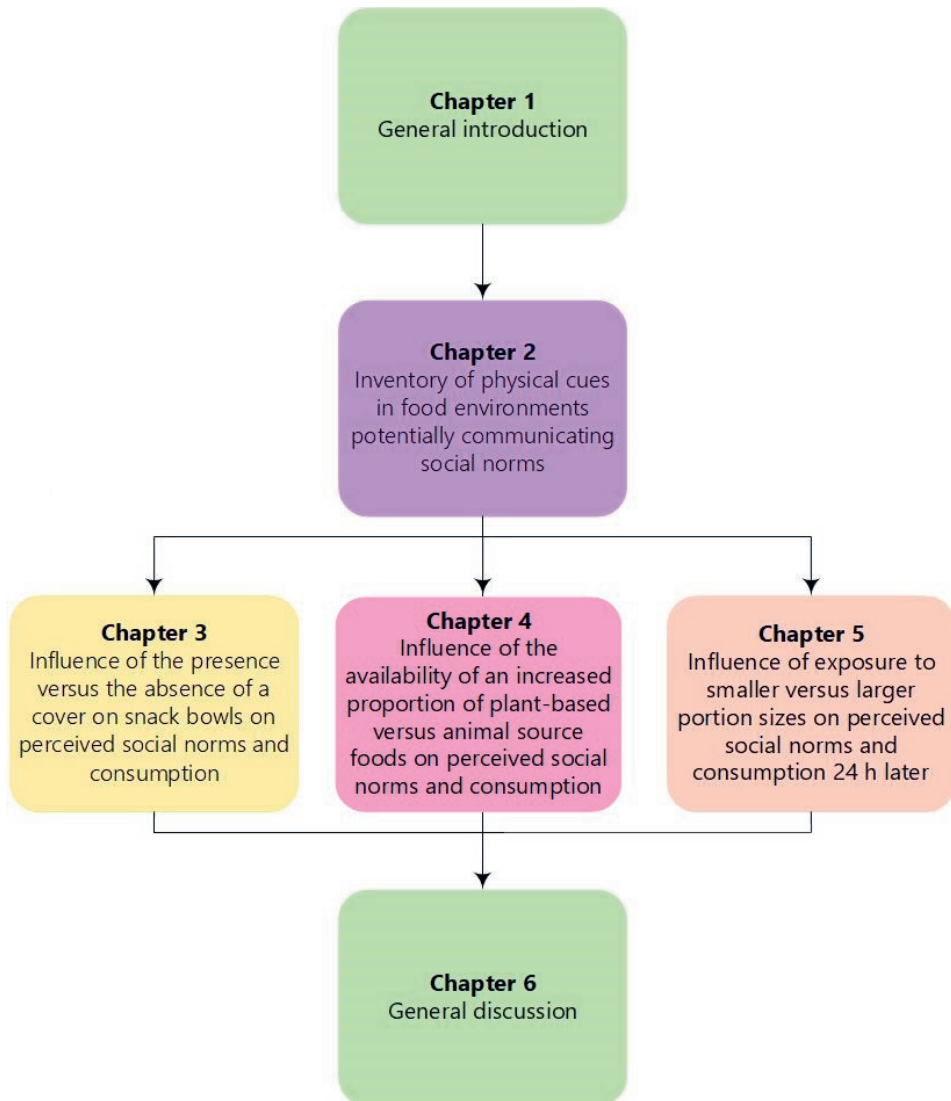 Chapter 1
General introduction
Chapter 2
Inventory of physical cues
in food environments
potentially communicating
social norms
Chapter 3
Influence of the presence
versus the absence of a
cover on snack bowls on
perceived social norms and
consumption
Chapter 4
Influence of the
availability of an increased
proportion of plant-based
versus animal source
foods on perceived social
norms and consumption
Chapter 5
Influence of exposure to
smaller versus larger
portion sizes on perceived
social norms and
consumption 24 h later
Chapter 6
General discussion